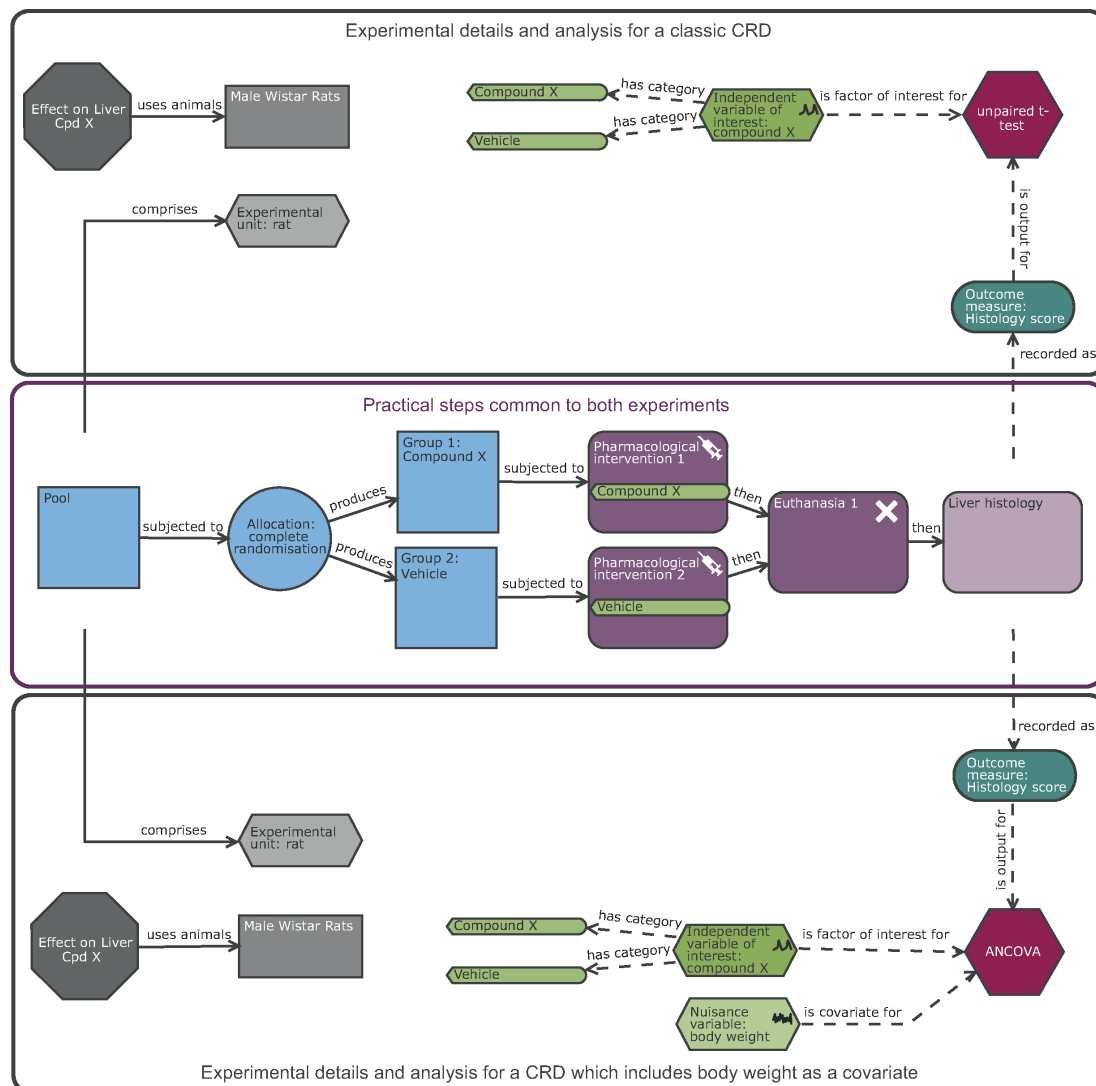 Experimental details and analysis for a classic CRD
Effect on Liver
Cpd X
uses animals
Male Wistar Rats
Compound X
Vehicle
has category
has category
Independent
variable of
interest:
compound X
is factor of interest for
unpaired t-
test
comprises
Experimental
unit: rat
is output for
Outcome
measure:
Histology score
recorded as
Practical steps common to both experiments
Pool
subjected to
Allocation:
complete
randomisation
produces
produces
Group 1:
Compound X
subjected to
Pharmacological
intervention 1
Compound X
then
Group 2:
Vehicle
subjected to
Pharmacological
intervention 2
Vehicle
then
Euthanasia 1
then
Liver histology
recorded as
Outcome
measure:
Histology score
is output for
comprises
Experimental
unit: rat
Effect on Liver
Cpd X
uses animals
Male Wistar Rats
Compound X
Vehicle
has category
has category
Independent
variable of
interest:
compound X
is factor of interest for
ANCOVA
Nuisance
variable:
body weight
is covariate for
Experimental details and analysis for a CRD which includes body weight as a covariate